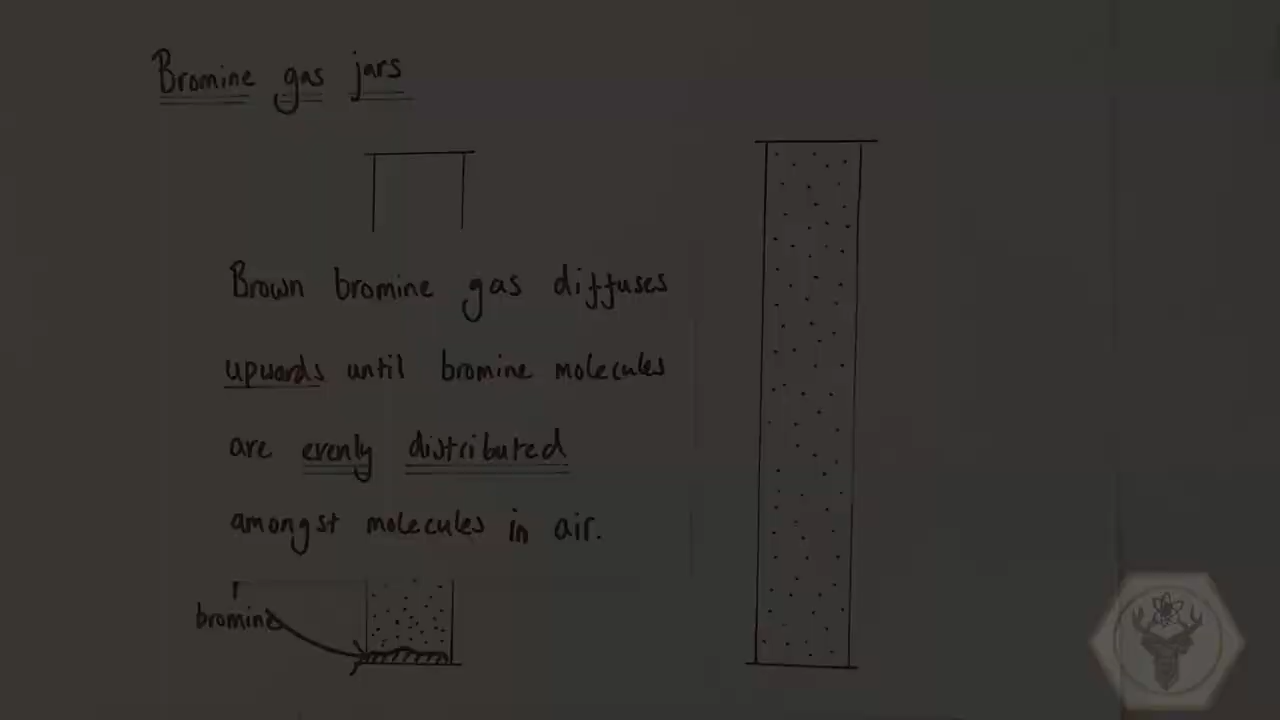 Bromine gas jars
Brown bromine gas diffuses
upwards until bromine molecules
are evenly distributed
amongst molecules in air.
bromine